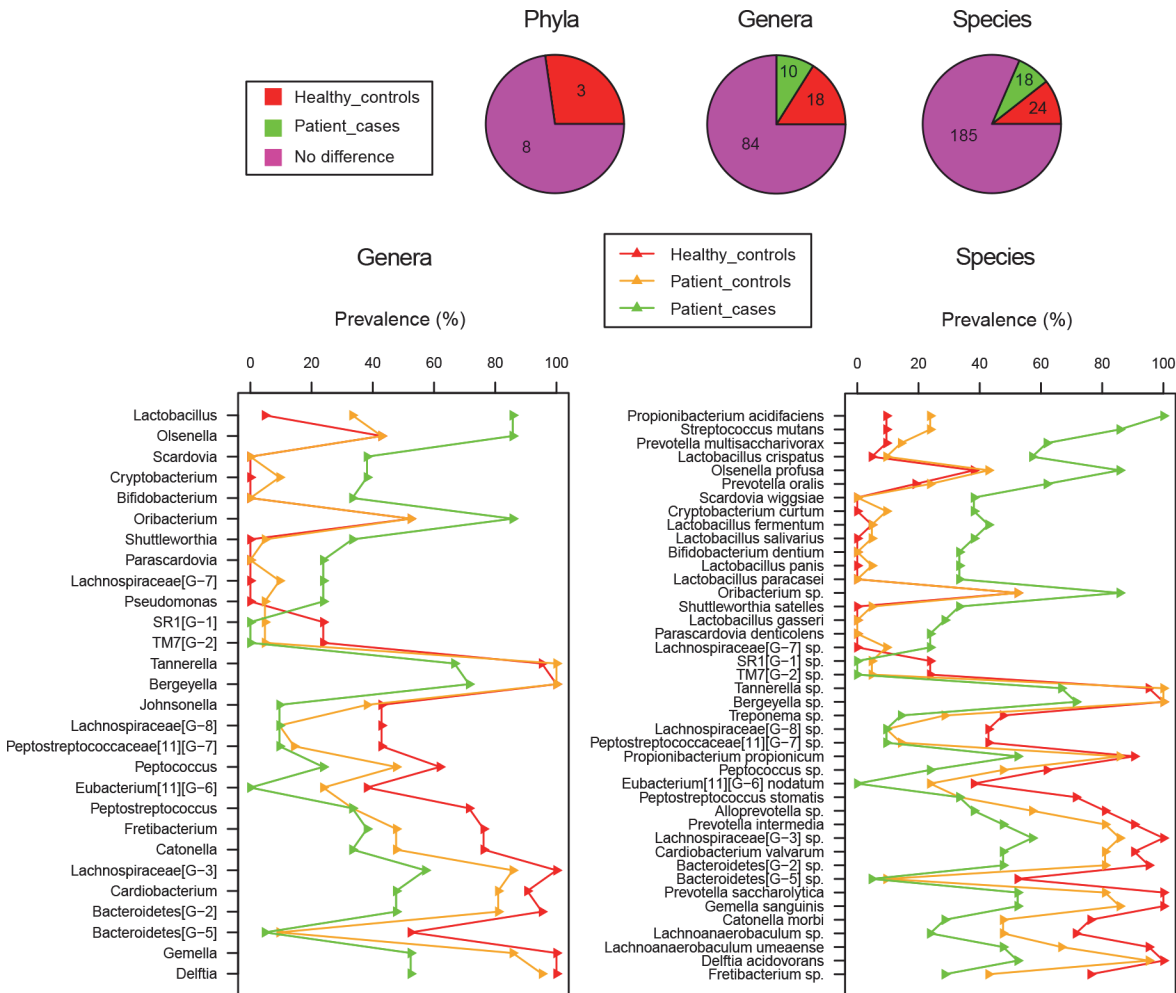 Phyla
Genera
Species
Healthy_controls
Patient_cases
No difference
3
8
10
18
84
18
24
185
Healthy_controls
Patient_controls
Patient_cases
Genera
Prevalence (%)
0 20 40 60 80 100
Lactobacillus
Olsenella
Scardovia
Cryptobacterium
Bifidobacterium
Oribacterium
Shuttleworthia
Parascardovia
Lachnospiraceae[G−7]
Pseudomonas
SR1[G−1]
TM7[G−2]
Tannerella
Bergeyella
Johnsonella
Lachnospiraceae[G−8]
Peptostreptococcaceae[11][G−7]
Peptococcus
Eubacterium[11][G−6]
Peptostreptococcus
Fretibacterium
Catonella
Lachnospiraceae[G−3]
Cardiobacterium
Bacteroidetes[G−2]
Bacteroidetes[G−5]
Gemella
Delftia
Species
Prevalence (%)
0 20 40 60 80 100
Propionibacterium acidifaciens
Streptococcus mutans
Prevotella multisaccharivorax
Lactobacillus crispatus
Olsenella profusa
Prevotella oralis
Scardovia wiggsiae
Cryptobacterium curtum
Lactobacillus fermentum
Lactobacillus salivarius
Bifidobacterium dentium
Lactobacillus panis
Lactobacillus paracasei
Oribacterium sp.
Shuttleworthia satelles
Lactobacillus gasseri
Parascardovia denticolens
Lachnospiraceae[G−7] sp.
SR1[G−1] sp.
TM7[G−2] sp.
Tannerella sp.
Bergeyella sp.
Treponema sp.
Lachnospiraceae[G−8] sp.
Peptostreptococcaceae[11][G−7] sp.
Propionibacterium propionicum
Peptococcus sp.
Eubacterium[11][G−6] nodatum
Peptostreptococcus stomatis
Alloprevotella sp.
Prevotella intermedia
Lachnospiraceae[G−3] sp.
Cardiobacterium valvarum
Bacteroidetes[G−2] sp.
Bacteroidetes[G−5] sp.
Prevotella saccharolytica
Gemella sanguinis
Catonella morbi
Lachnoanaerobaculum sp.
Lachnoanaerobaculum umeaense
Delftia acidovorans
Fretibacterium sp.